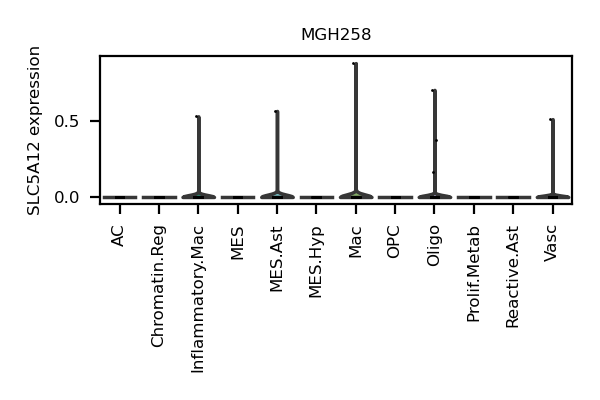 MGH258
SLC5A12 expression
0.5
0.0
AC
Chromatin.Reg
Inflammatory.Mac
MES
MES.Ast
MES.Hyp
Mac
OPC
Oligo
Prolif.Metab
Reactive.Ast
Vasc